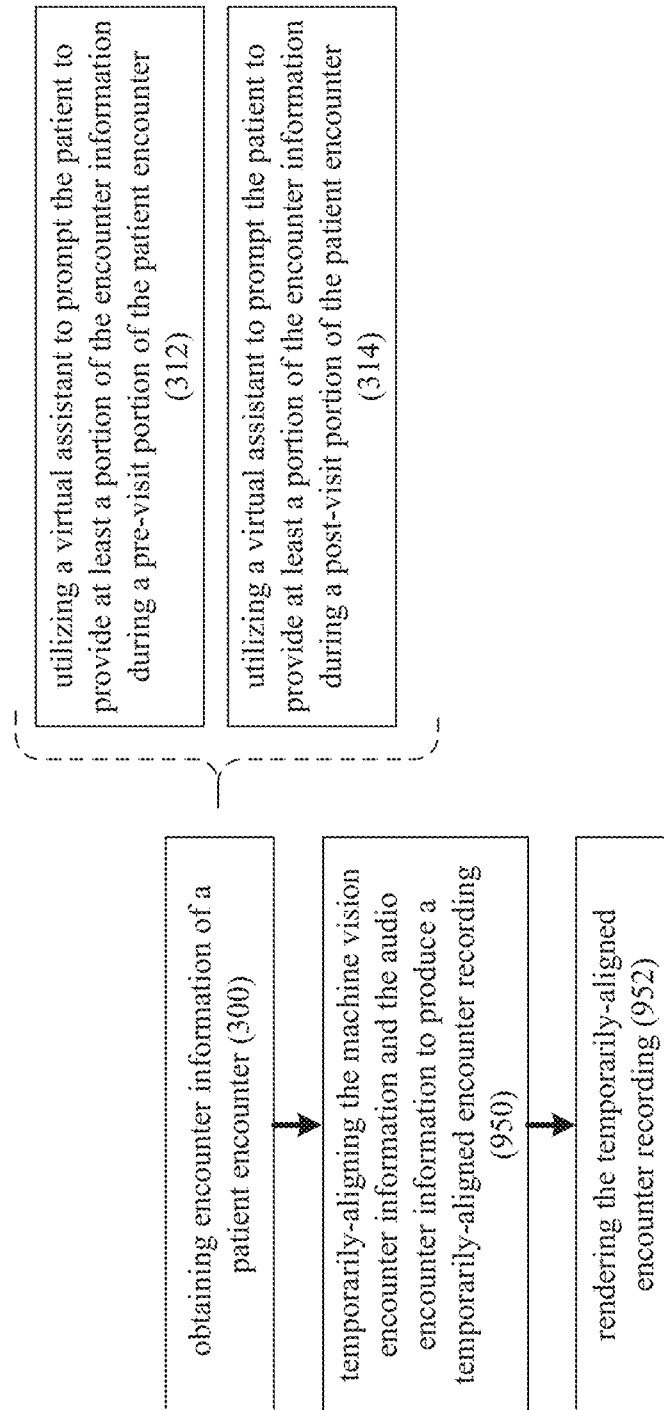 obtaining encounter information of a
patient encounter (300)
temporarily-aligning the machine vision
encounter information and the audio
encounter information to produce a
temporarily-aligned encounter recording
(950)
rendering the temporarily-aligned
encounter recording (952)
utilizing a virtual assistant to prompt the patient to
provide at least a portion of the encounter information
during a pre-visit portion of the patient encounter
(312)
utilizing a virtual assistant to prompt the patient to
provide at least a portion of the encounter information
during a post-visit portion of the patient encounter
(314)